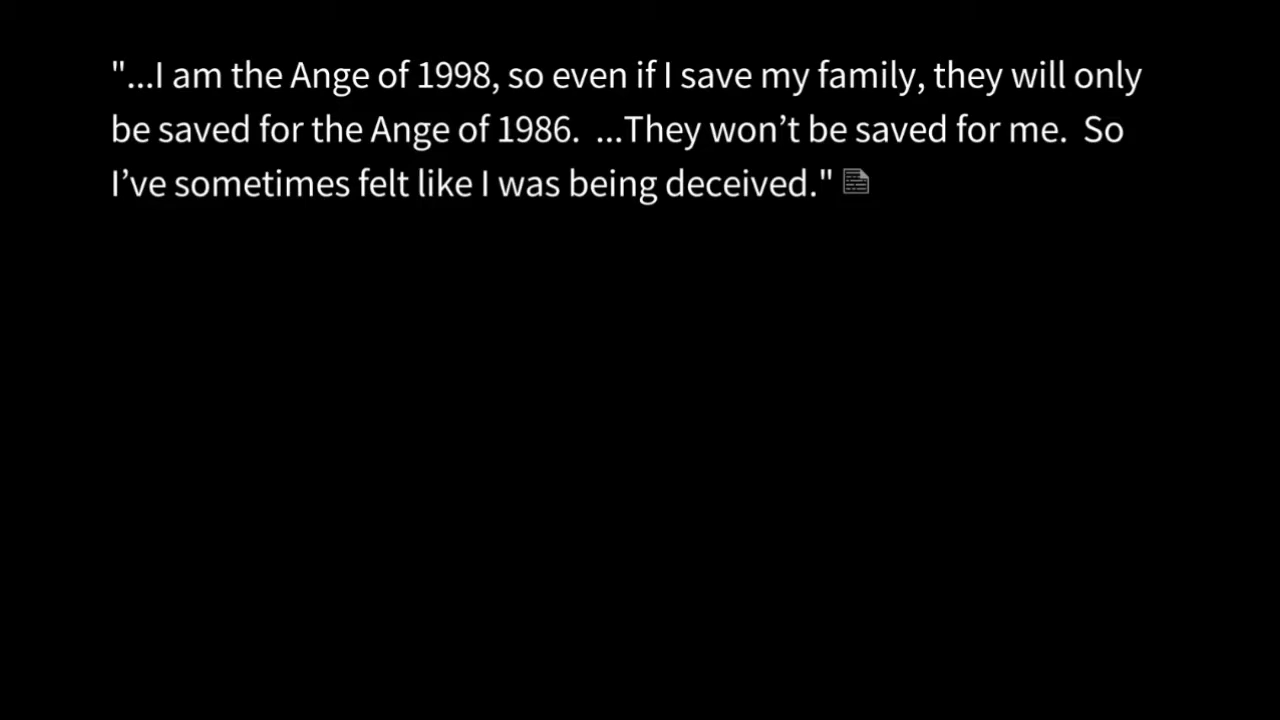 "...I am the Ange of 1998, so even if I save my family, they will only
be saved for the Ange of 1986.  ...They won’t be saved for me.  So
I’ve sometimes felt like I was being deceived."